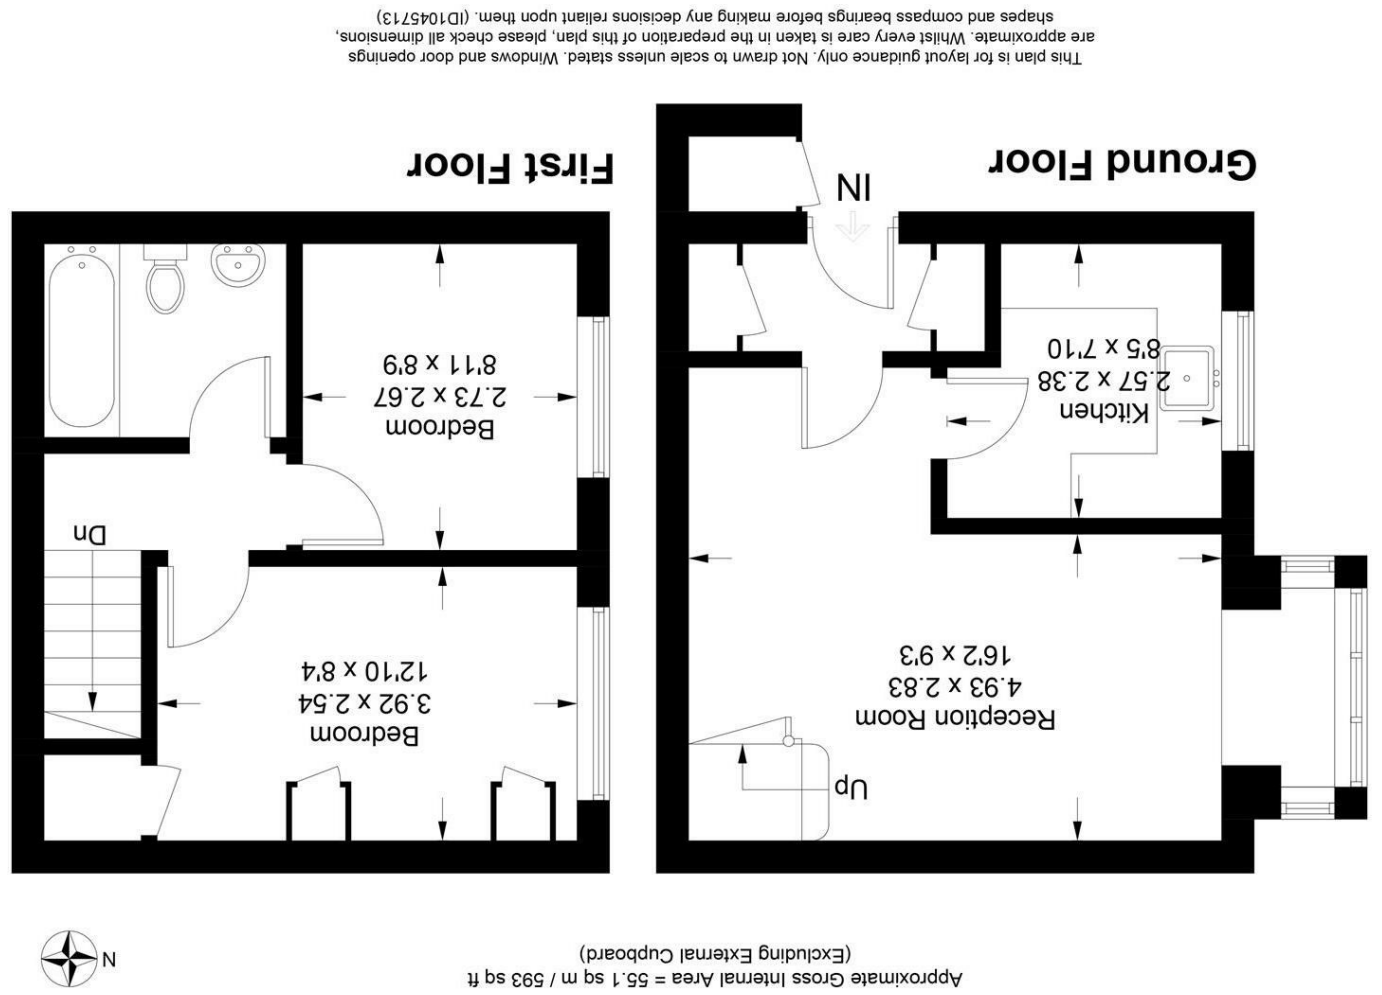 Approximate Gross Internal Area = 55.1 sq m / 593 sq ft
(Excluding External Cupboard)
N
Up
Reception Room
4.93 x 2.83
16'2 x 9'3
Kitchen
2.57 x 2.38
8'5 x 7'10
IN
Ground Floor
Bedroom
3.92 x 2.54
12'10 x 8'4
Dn
Bedroom
2.73 x 2.67
8'11 x 8'9
First Floor
This plan is for layout guidance only. Not drawn to scale unless stated. Windows and door openings
are approximate. Whilst every care is taken in the preparation of this plan, please check all dimensions,
shapes and compass bearings before making any decisions reliant upon them. (ID1045713)